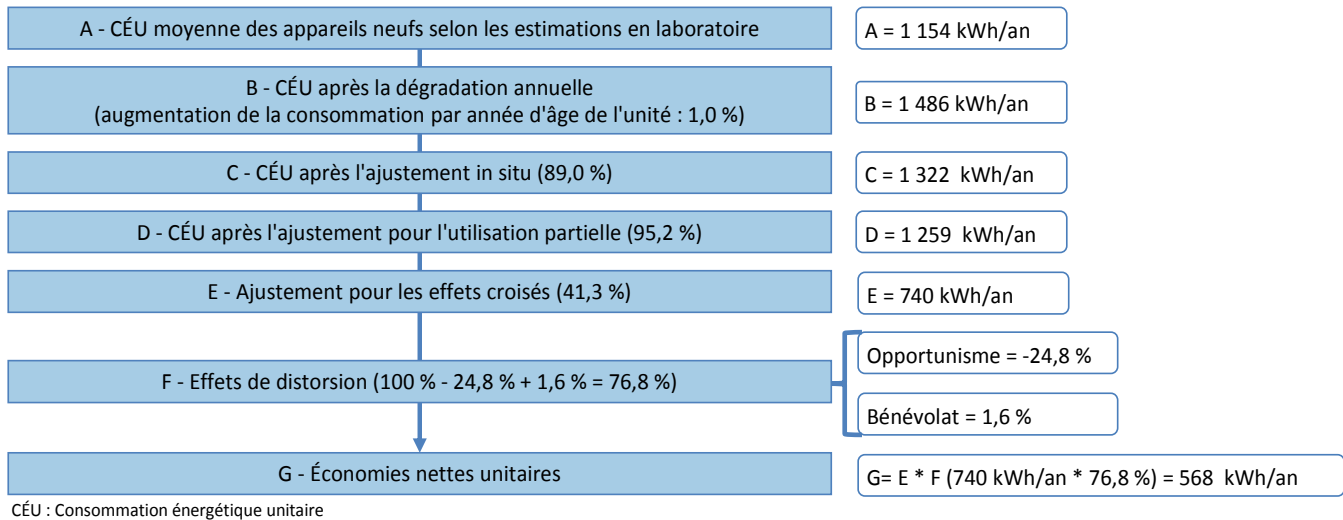 A - CÉU moyenne des appareils neufs selon les estimations en laboratoire
A = 1 154 kWh/an
B - CÉU après la dégradation annuelle
(augmentation de la consommation par année d'âge de l'unité : 1,0 %)
B = 1 486 kWh/an
C - CÉU après l'ajustement in situ (89,0 %)
C = 1 322 kWh/an
D - CÉU après l'ajustement pour l'utilisation partielle (95,2 %)
D = 1 259 kWh/an
E - Ajustement pour les effets croisés (41,3 %)
E = 740 kWh/an
F - Effets de distorsion (100 % - 24,8 % + 1,6 % = 76,8 %)
Opportunisme = -24,8 %
Bénévolat = 1,6 %
G - Économies nettes unitaires
G= E * F (740 kWh/an * 76,8 %) = 568 kWh/an
CÉU : Consommation énergétique unitaire